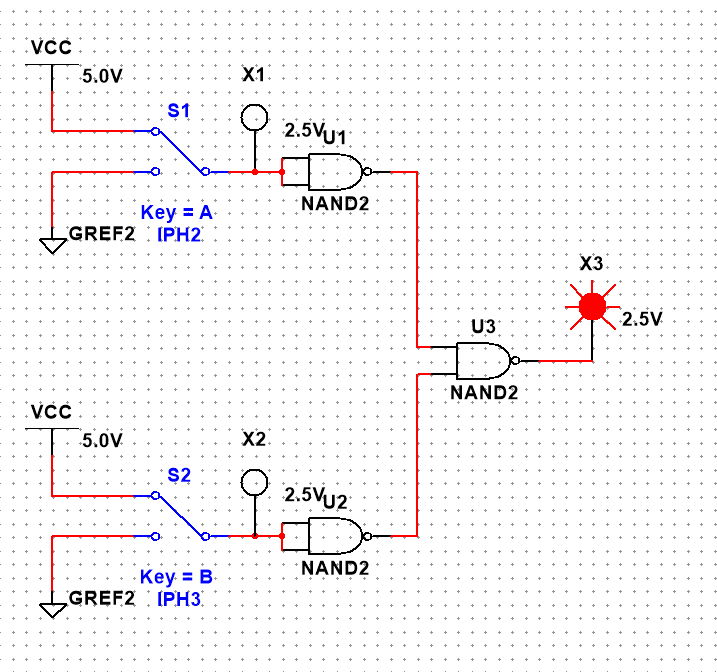 VCC
5.0V
X1
S1
2.5V
U1
NAND2
Key = A
IPH2
GREF2
X3
2.5V
U3
NAND2
VCC
5.0V
X2
S2
2.5V
U2
NAND2
Key = B
IPH3
GREF2